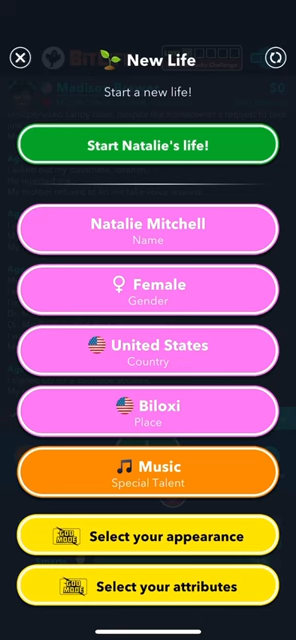 New Life
Start a new life!
Start Natalie's life!
Natalie Mitchell
Name
Female
Gender
United States
Country
Biloxi
Place
Music
Special Talent
GOD MODE Select your appearance
GOD MODE Select your attributes